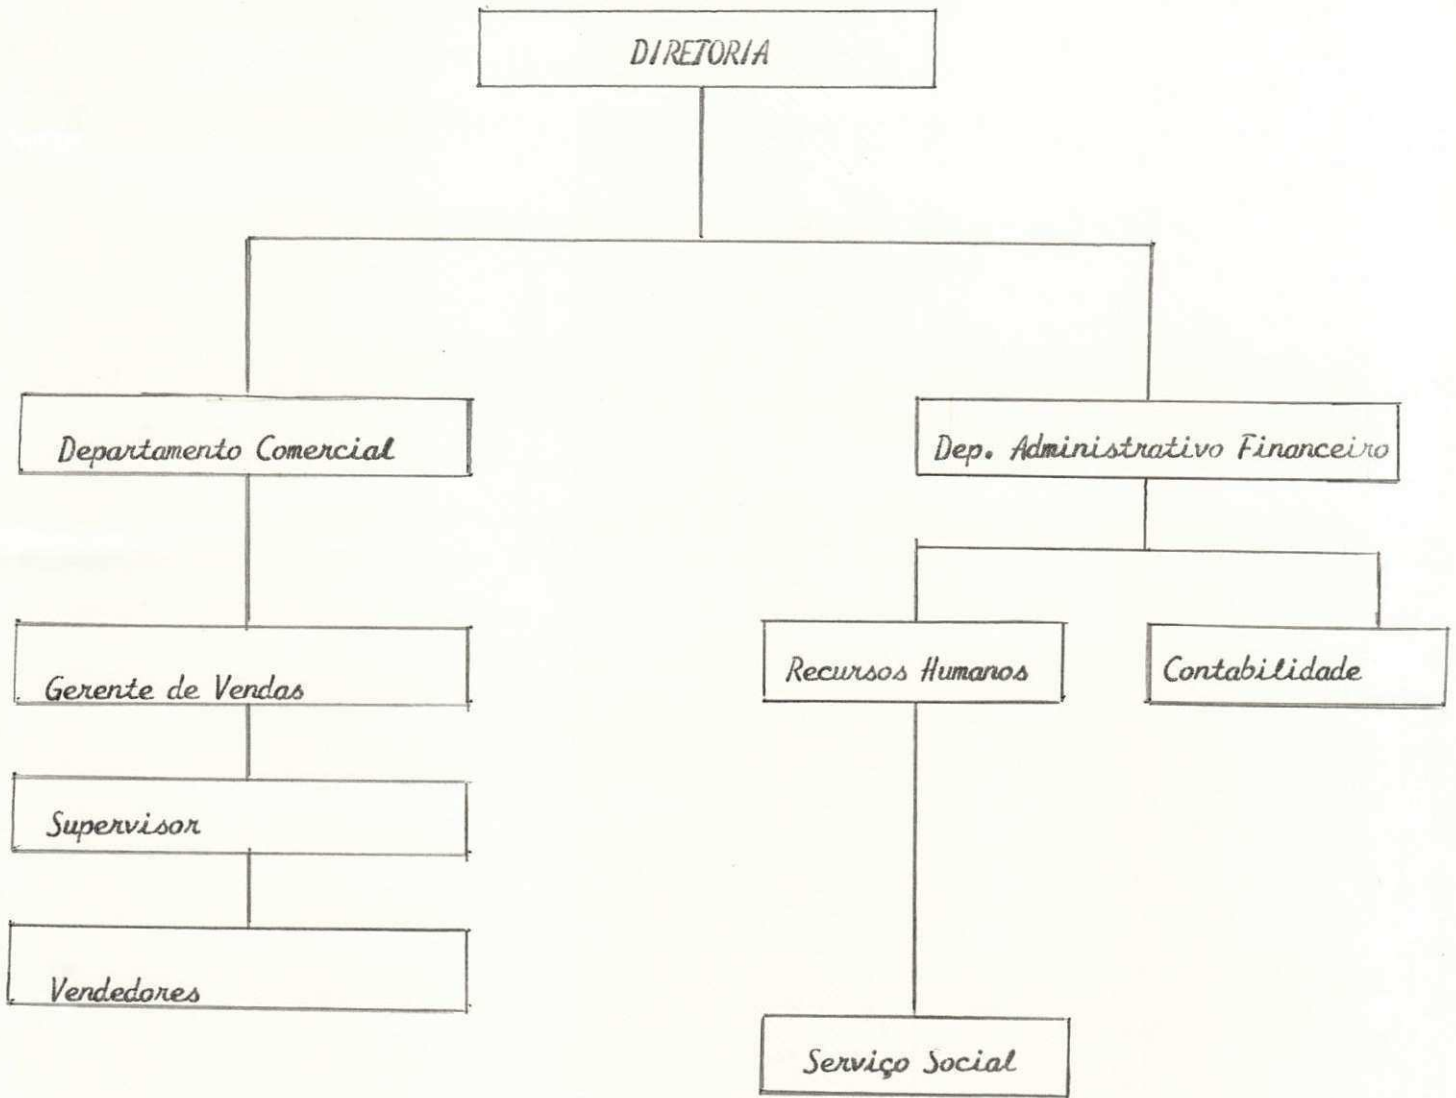 DIRETORIA
Departamento Comercial
Dep. Administrativo Financeiro
Gerente de Vendas
Recursos Humanos
Contabilidade
Supervisor
Vendedores
Serviço Social